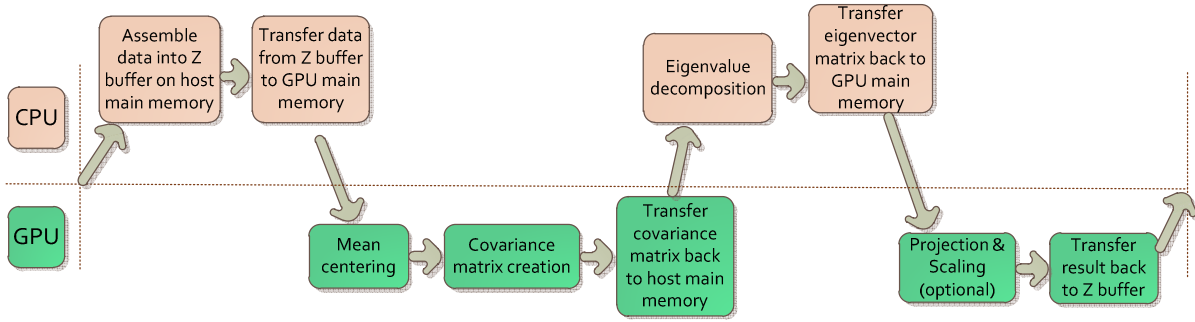 CPU
Assemble
data into Z
buffer on host
main memory
Transfer data
from Z buffer
to GPU main
memory
Eigenvalue
decomposition
Transfer
eigenvector
matrix back to
GPU main
memory
GPU
Mean
centering
Covariance
matrix creation
Transfer
covariance
matrix back
to host main
memory
Projection &
Scaling
(optional)
Transfer
result back
to Z buffer